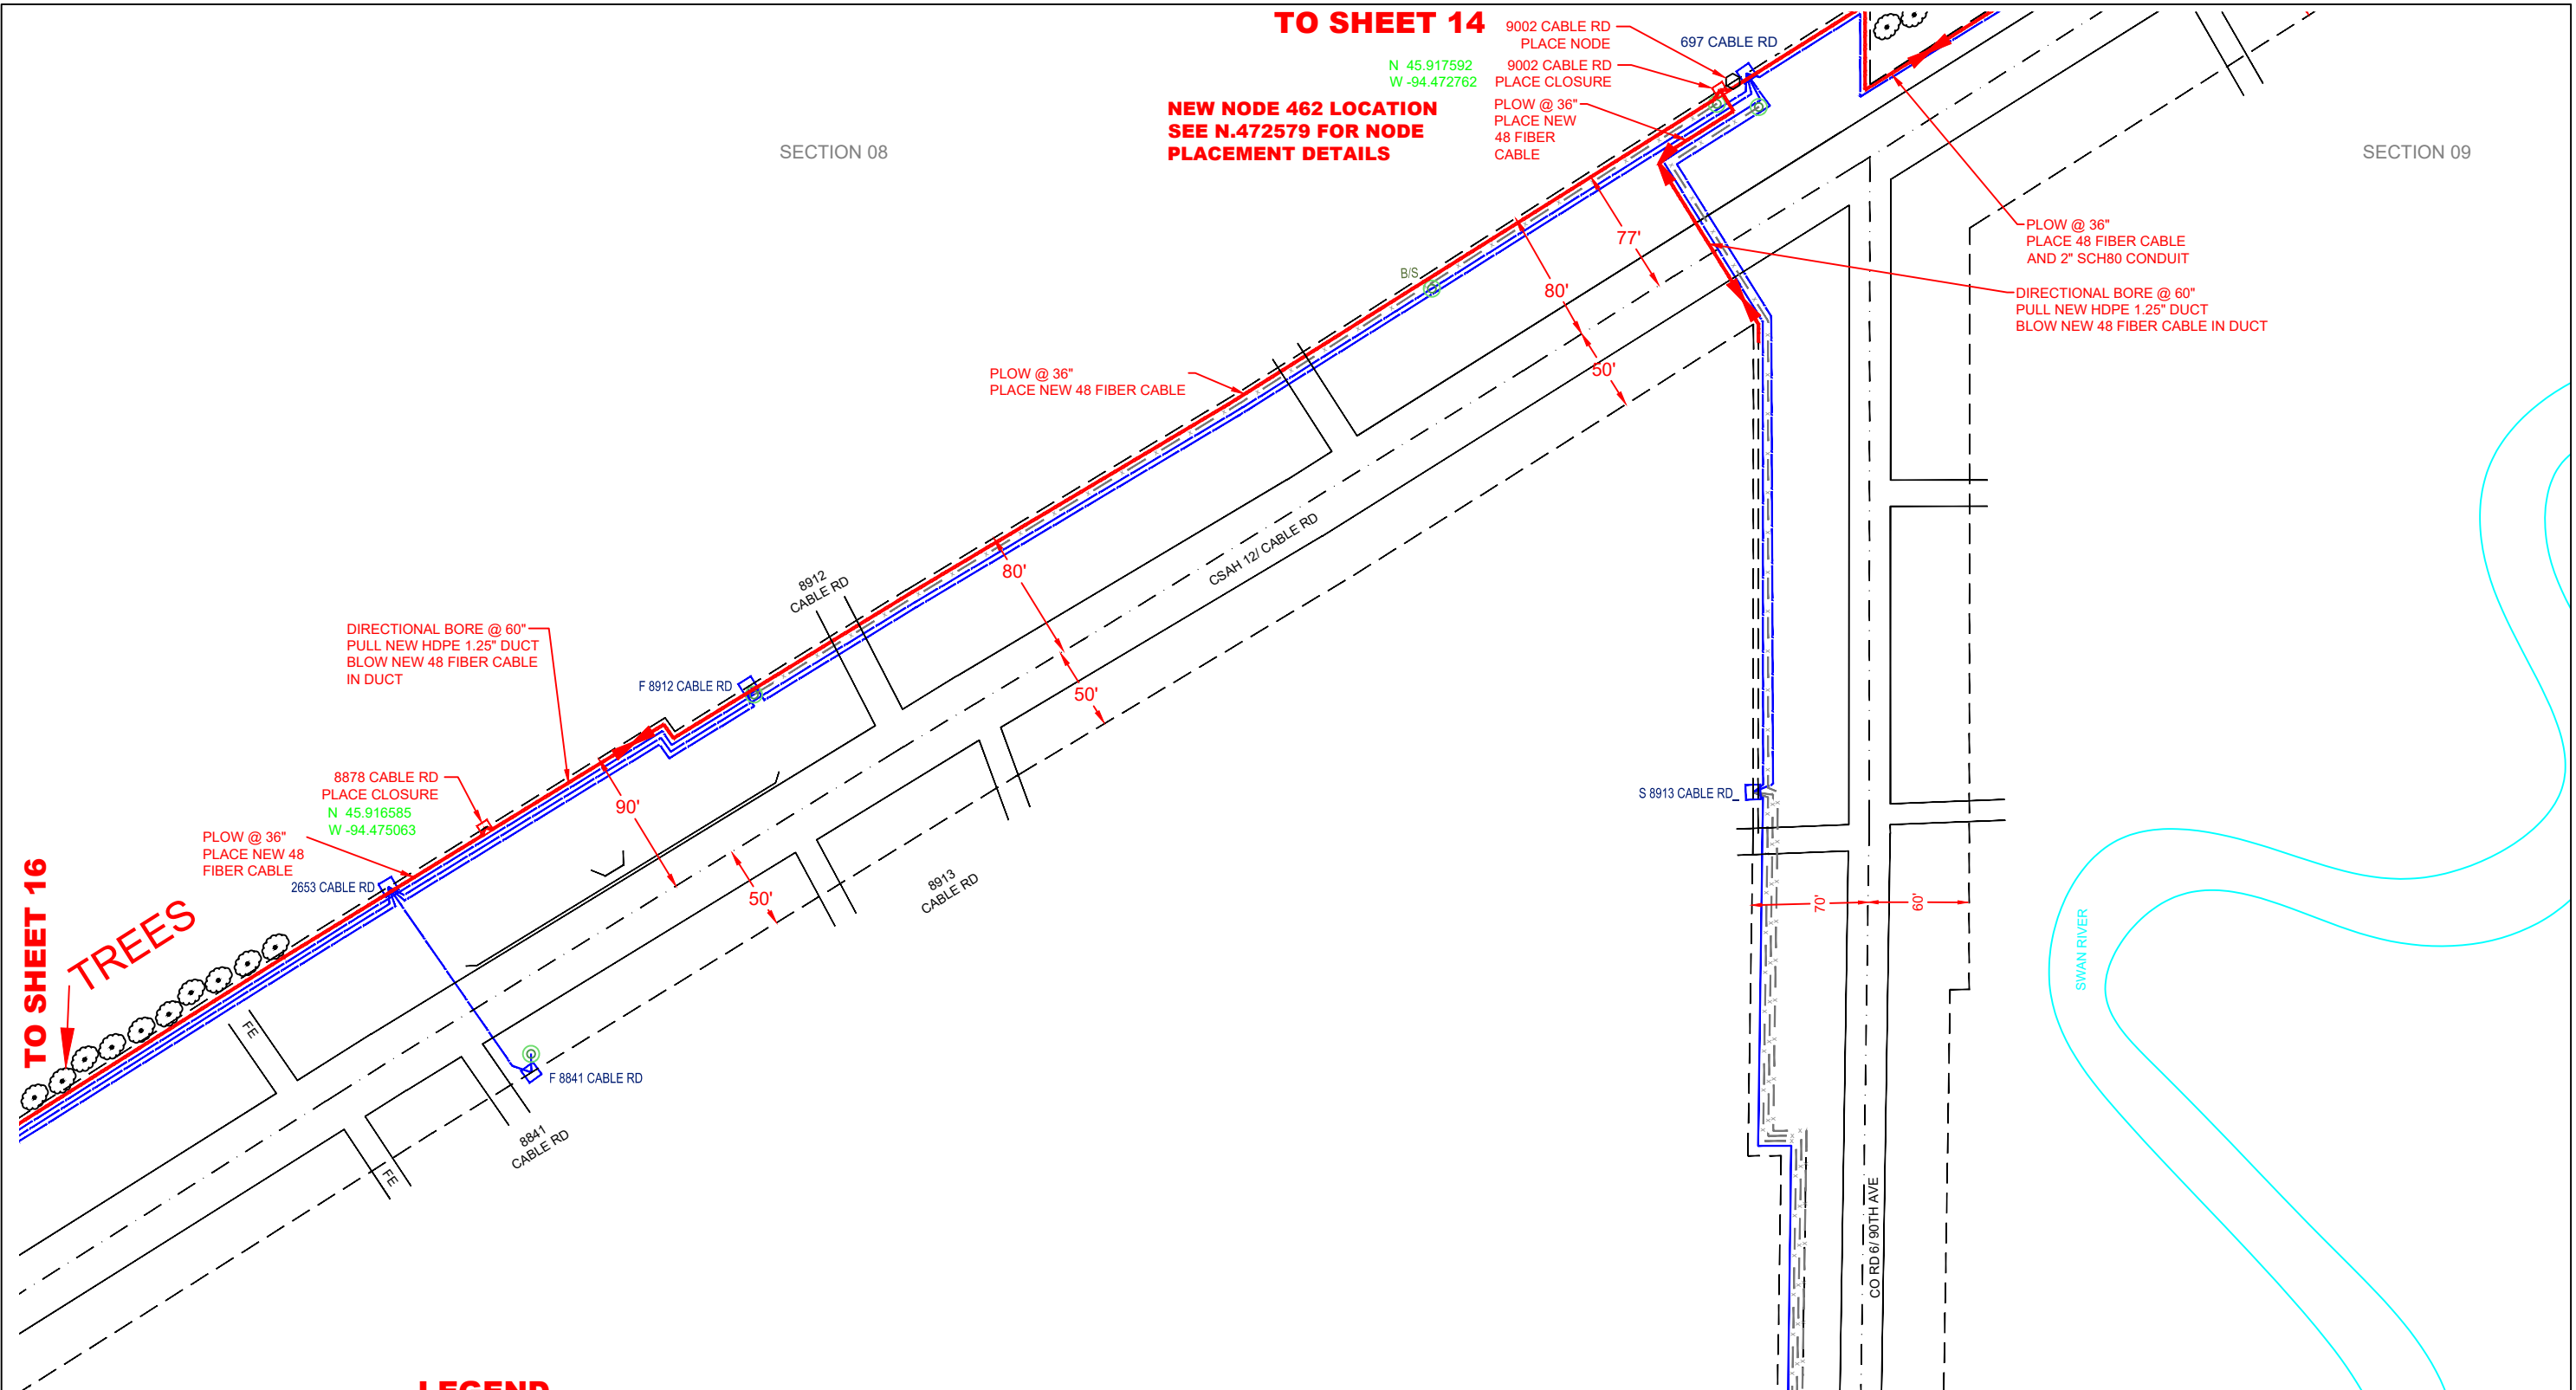 TO SHEET 14
9002 CABLE RD
PLACE NODE
697 CABLE RD
N 45.917592
W -94.472762
9002 CABLE RD
PLACE CLOSURE
NEW NODE 462 LOCATION
SEE N.472579 FOR NODE
PLACEMENT DETAILS
PLOW @ 36"
PLACE NEW
48 FIBER
CABLE
SECTION 08
SECTION 09
PLOW @ 36"
PLACE 48 FIBER CABLE
AND 2" SCH80 CONDUIT
77'
B/S
80'
DIRECTIONAL BORE @ 60"
PULL NEW HDPE 1.25" DUCT
BLOW NEW 48 FIBER CABLE IN DUCT
50'
PLOW @ 36"
PLACE NEW 48 FIBER CABLE
CSAH 12/ CABLE RD
80'
8912
CABLE RD
DIRECTIONAL BORE @ 60"
PULL NEW HDPE 1.25" DUCT
BLOW NEW 48 FIBER CABLE
IN DUCT
F 8912 CABLE RD
50'
8878 CABLE RD
PLACE CLOSURE
N 45.916585
W -94.475063
90'
S 8913 CABLE RD
PLOW @ 36"
PLACE NEW 48
FIBER CABLE
2653 CABLE RD
50'
8913
CABLE RD
70'
60'
TO SHEET 16
TREES
SWAN RIVER
FE
F 8841 CABLE RD
8841
CABLE RD
FE
CO RD 6/ 90TH AVE
LEGEND